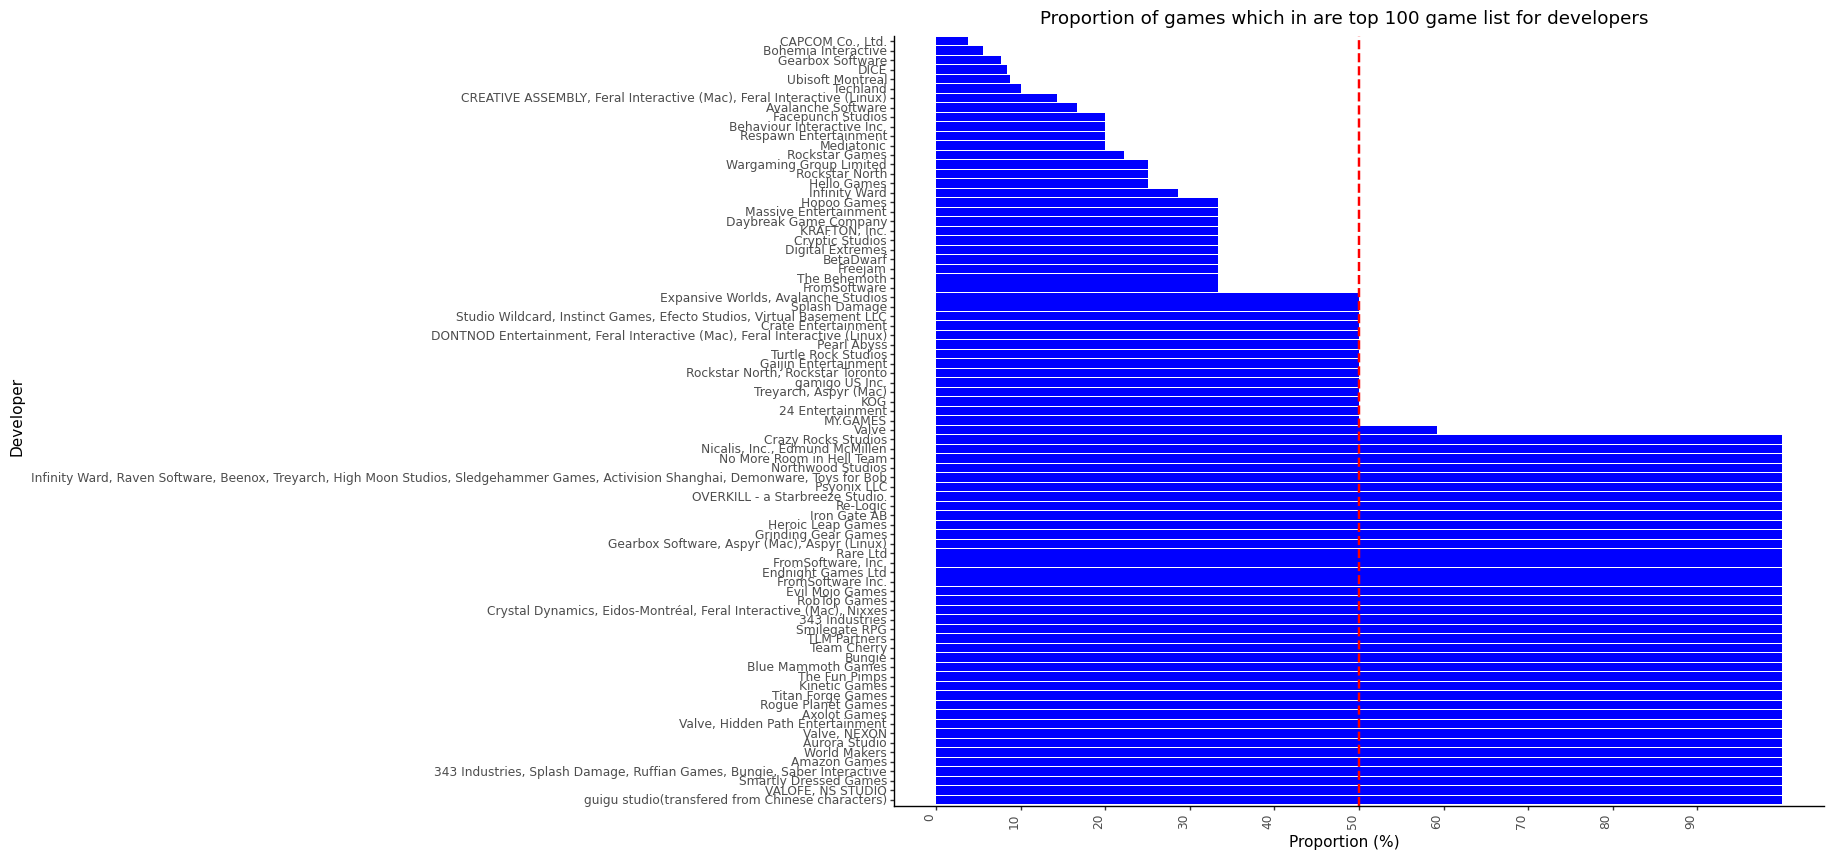 Proportion of games which in are top 100 game list for developers
CAPCOM Co., Ltd.
Bohemia Interactive
Gearbox Software
DICE
Ubisoft Montreal
Techland
CREATIVE ASSEMBLY, Feral Interactive (Mac), Feral Interactive (Linux)
Avalanche Software
Facepunch Studios
Behaviour Interactive Inc.
Respawn Entertainment
Mediatonic
Rockstar Games
Wargaming Group Limited
Rockstar North
Hello Games
Infinity Ward
Hopoo Games
Massive Entertainment
Daybreak Game Company
KRAFTON, Inc.
Cryptic Studios
Digital Extremes
BetaDwarf
Freejam
The Behemoth
FromSoftware
Expansive Worlds, Avalanche Studios
Splash Damage
Studio Wildcard, Instinct Games, Efecto Studios, Virtual Basement LLC
Crate Entertainment
DONTNOD Entertainment, Feral Interactive (Mac), Feral Interactive (Linux)
Pearl Abyss
Turtle Rock Studios
Gaijin Entertainment
Rockstar North, Rockstar Toronto
gamigo US Inc.
Treyarch, Aspyr (Mac)
KOG
24 Entertainment
MY.GAMES
Valve
Crazy Rocks Studios
Nicalis, Inc., Edmund McMillen
No More Room in Hell Team
Northwood Studios
Infinity Ward, Raven Software, Beenox, Treyarch, High Moon Studios, Sledgehammer Games, Activision Shanghai, Demonware, Toys for Bob
Psyonix LLC
OVERKILL - a Starbreeze Studio.
Re-Logic
Iron Gate AB
Heroic Leap Games
Grinding Gear Games
Gearbox Software, Aspyr (Mac), Aspyr (Linux)
Rare Ltd
FromSoftware, Inc.
Endnight Games Ltd
FromSoftware Inc.
Evil Mojo Games
RobTop Games
Crystal Dynamics, Eidos-Montréal, Feral Interactive (Mac), Nixxes
343 Industries
Smilegate RPG
TLM Partners
Team Cherry
Bungie
Blue Mammoth Games
The Fun Pimps
Kinetic Games
Titan Forge Games
Rogue Planet Games
Axolot Games
Valve, Hidden Path Entertainment
Valve, NEXON
Aurora Studio
World Makers
Amazon Games
343 Industries, Splash Damage, Ruffian Games, Bungie, Saber Interactive
Smartly Dressed Games
VALOFE, NS STUDIO
guigu studio(transfered from Chinese characters)
Developer
0
10
20
30
40
50
60
70
80
90
Proportion (%)